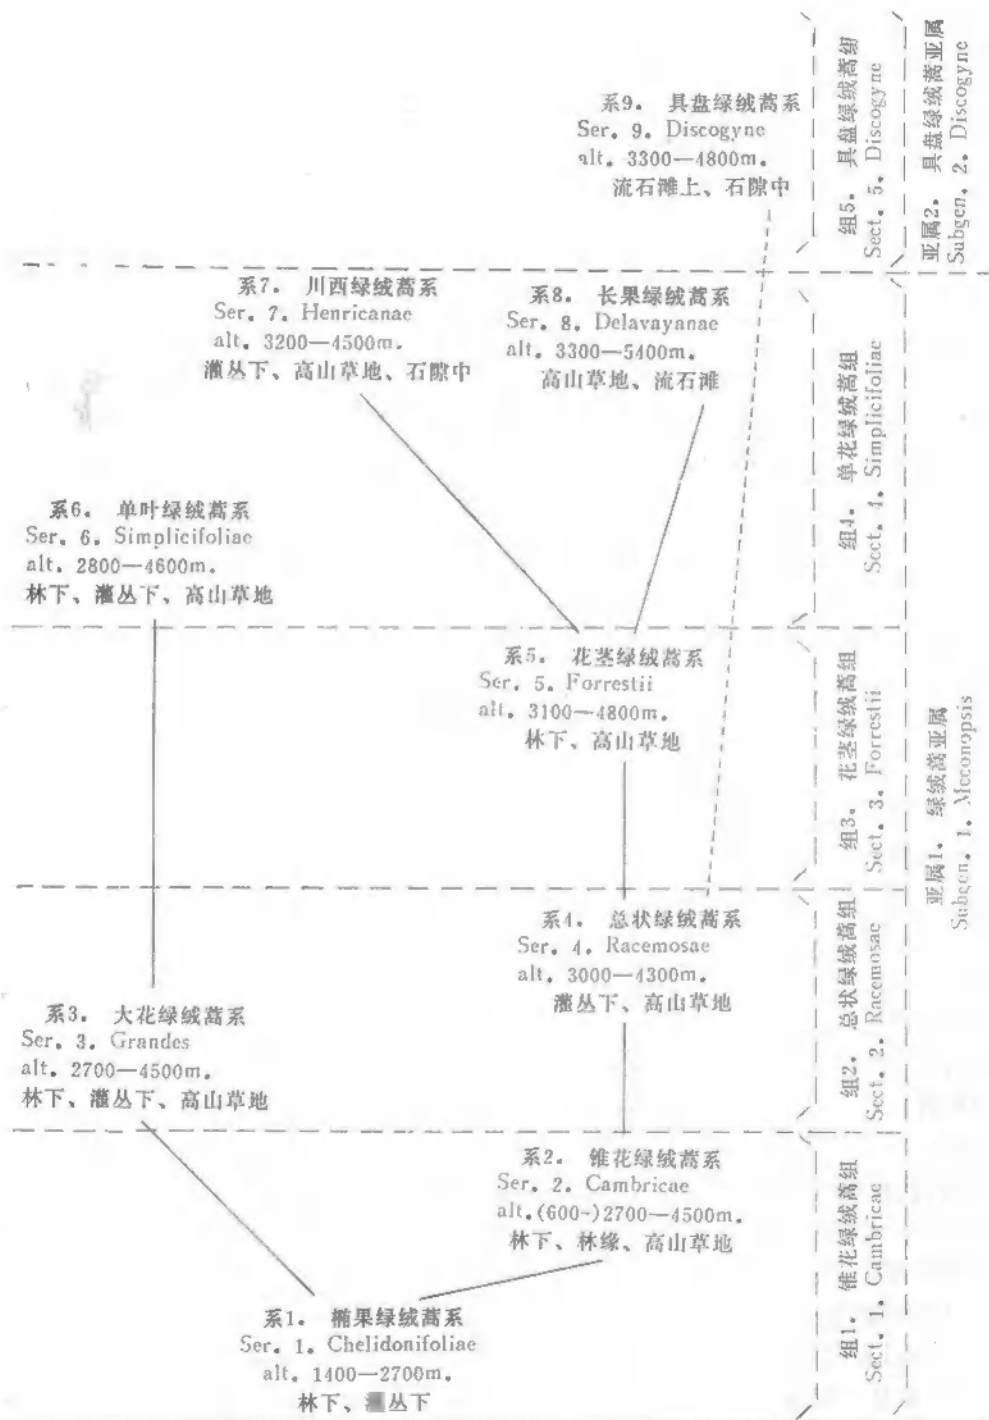 系9. 具盘绿绒蒿系
Ser. 9. Discogyne
alt. 3300—4800m.
流石滩上、石隙中
组5. 具盘绿绒蒿组
Sect. 5. Discogyne
亚属2. 具盘绿绒蒿亚属
Subgen. 2. Discogyne
系7. 川西绿绒蒿系
Ser. 7. Henricanae
alt. 3200—4500m.
灌丛下、高山草地、石隙中
系8. 长果绿绒蒿系
Ser. 8. Delavayanae
alt. 3300—5400m.
高山草地、流石滩
组4. 单花绿绒蒿组
Sect. 4. Simplicifoliae
系6. 单叶绿绒蒿系
Ser. 6. Simplicifoliae
alt. 2800—4600m.
林下、灌丛下、高山草地
系5. 花茎绿绒蒿系
Ser. 5. Forrestii
alt. 3100—4800m.
林下、高山草地
组3. 花茎绿绒蒿组
Sect. 3. Forrestii
亚属1. 绿绒蒿亚属
Subgen. 1. Meconopsis
系4. 总状绿绒蒿系
Ser. 4. Racemosae
alt. 3000—4300m.
灌丛下、高山草地
组2. 总状绿绒蒿组
Sect. 2. Racemosae
系3. 大花绿绒蒿系
Ser. 3. Grandes
alt. 2700—4500m.
林下、灌丛下、高山草地
系2. 锥花绿绒蒿系
Ser. 2. Cambricae
alt.(600-)2700—4500m.
林下、林缘、高山草地
组1. 锥花绿绒蒿组
Sect. 1. Cambricae
系1. 椭果绿绒蒿系
Ser. 1. Chelidonifoliae
alt. 1400—2700m.
林下、灌丛下